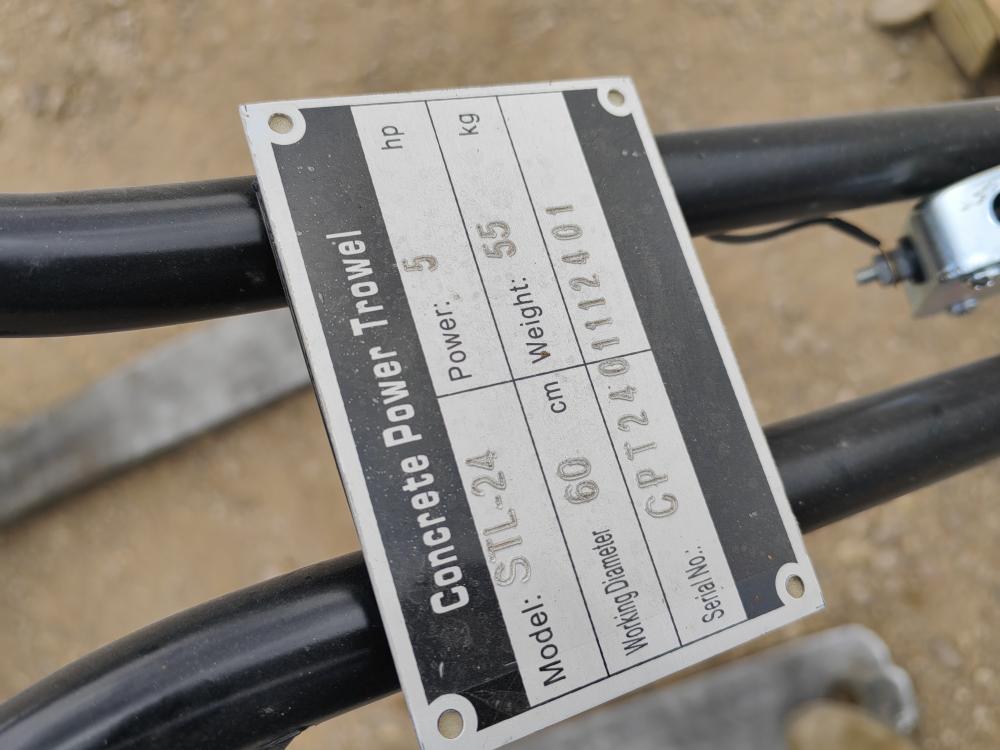 Concrete Power Trowel
Model: STL-24 Power: 5 hp
Working Diameter 60 cm Weight: 55 kg
Serial No.: CPT2401112401